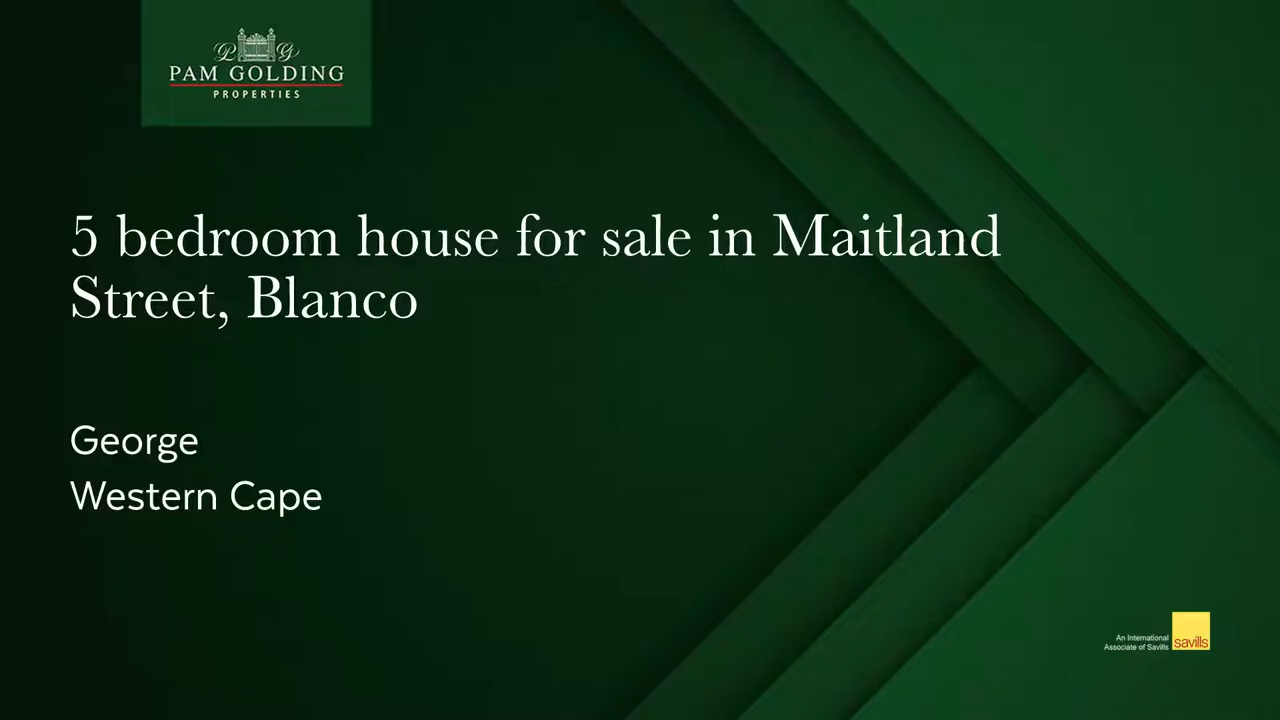 P G
PAM GOLDING
PROPERTIES
5 bedroom house for sale in Maitland
Street, Blanco
George
Western Cape
An International
Associate of Savills
savills